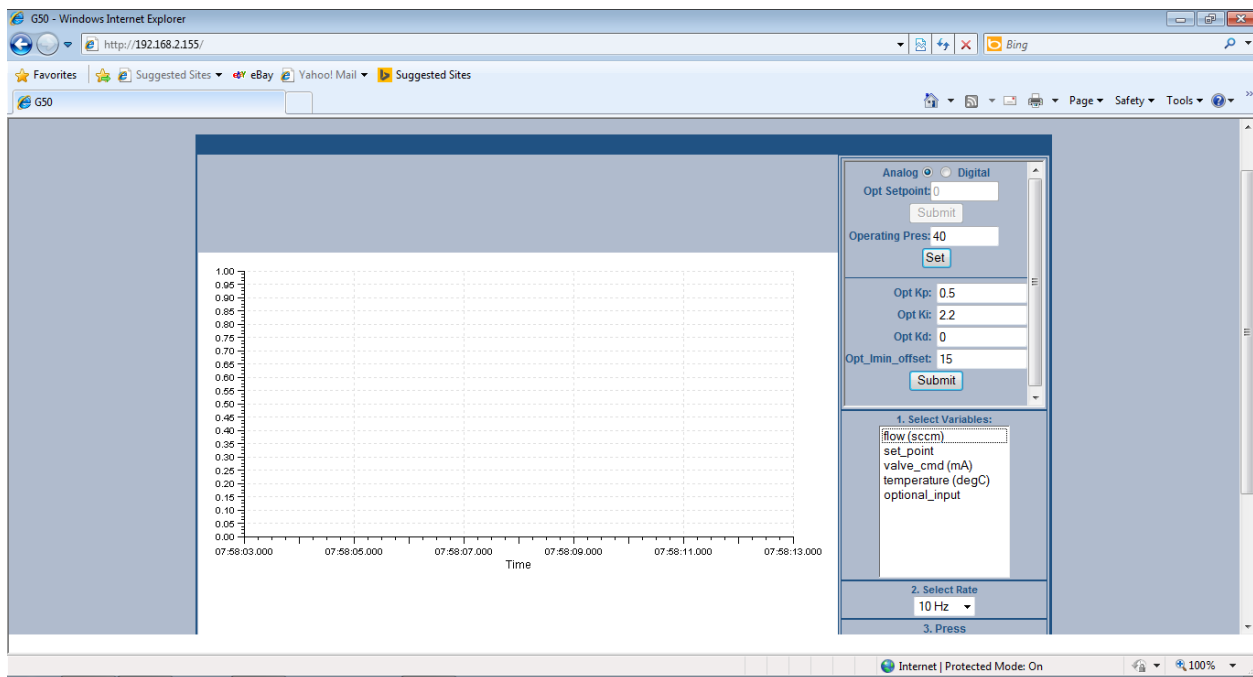 G50 - Windows Internet Explorer
http://192.168.2.155/
Bing
Favorites Suggested Sites eBay Yahoo! Mail Suggested Sites
G50
Page Safety Tools
Analog Digital
Opt Setpoint: 0
Submit
Operating Pres: 40
Set
Opt Kp: 0.5
Opt Ki: 2.2
Opt Kd: 0
Opt_Imin_offset: 15
Submit
1. Select Variables:
flow (sccm)
set_point
valve_cmd (mA)
temperature (degC)
optional_input
2. Select Rate
10 Hz
3. Press
1.00
0.95
0.90
0.85
0.80
0.75
0.70
0.65
0.60
0.55
0.50
0.45
0.40
0.35
0.30
0.25
0.20
0.15
0.10
0.05
0.00
07:58:03.000 07:58:05.000 07:58:07.000 07:58:09.000 07:58:11.000 07:58:13.000
Time
Internet | Protected Mode: On
100%